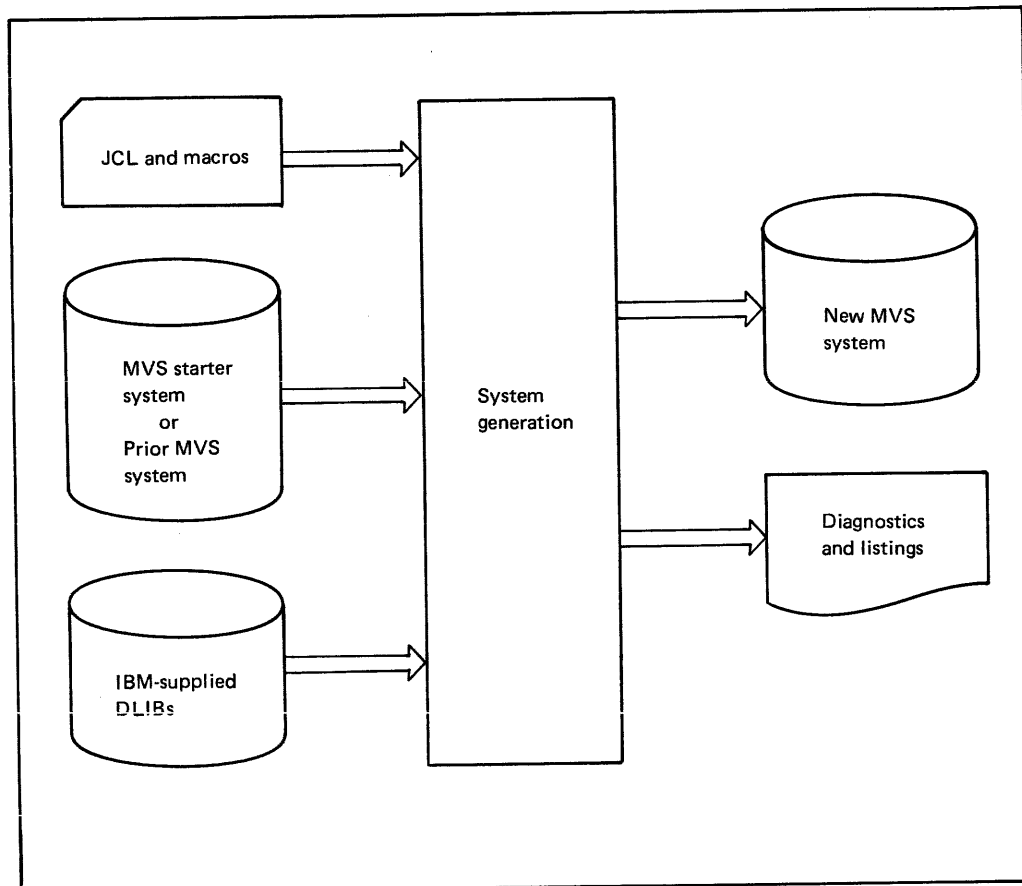 JCL and macros
MVS starter
system
or
Prior MVS
system
IBM-supplied
DLIBs
System
generation
New MVS
system
Diagnostics
and listings